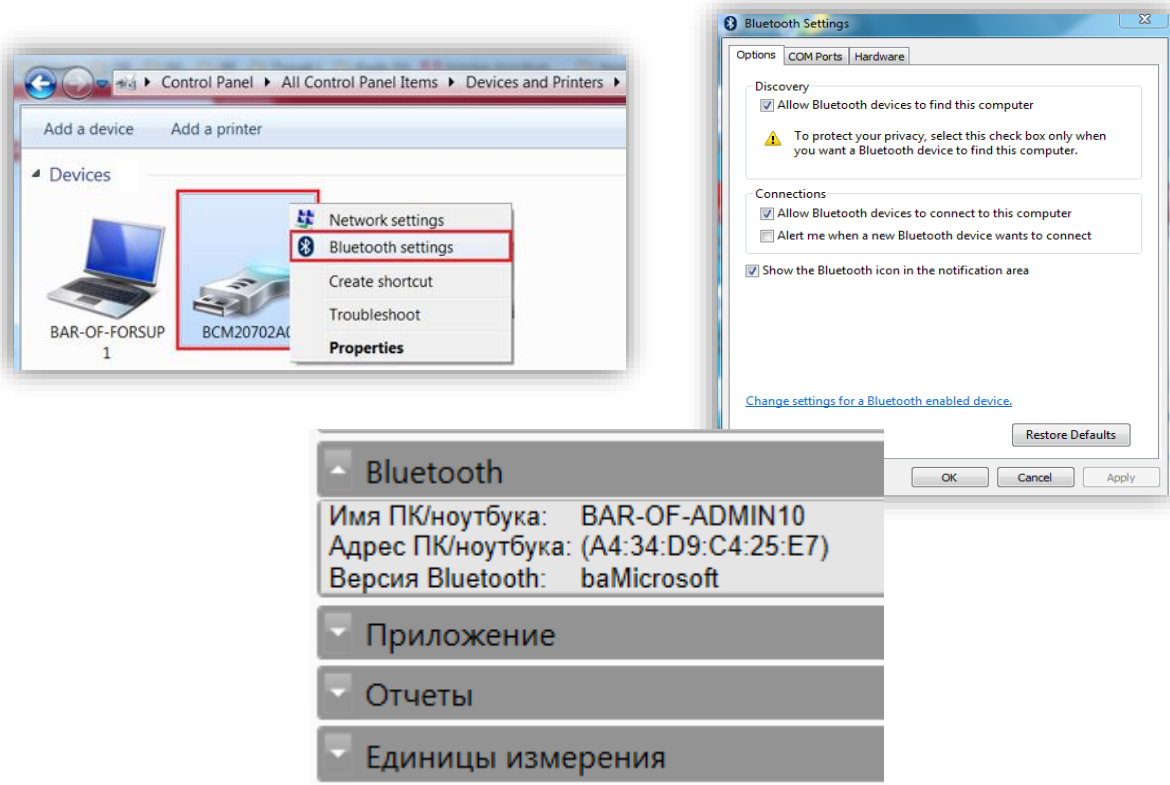 Control Panel ▸ All Control Panel Items ▸ Devices and Printers ▸
Add a device Add a printer
Devices
BAR-OF-FORSUP
1
BCM20702A
Network settings
Bluetooth settings
Create shortcut
Troubleshoot
Properties
Bluetooth Settings
Options COM Ports Hardware
Discovery
Allow Bluetooth devices to find this computer
To protect your privacy, select this check box only when
you want a Bluetooth device to find this computer.
Connections
Allow Bluetooth devices to connect to this computer
Alert me when a new Bluetooth device wants to connect
Show the Bluetooth icon in the notification area
Change settings for a Bluetooth enabled device.
Restore Defaults
OK Cancel Apply
Bluetooth
Имя ПК/ноутбука: BAR-OF-ADMIN10
Адрес ПК/ноутбука: (A4:34:D9:C4:25:E7)
Версия Bluetooth: baMicrosoft
Приложение
Отчеты
Единицы измерения